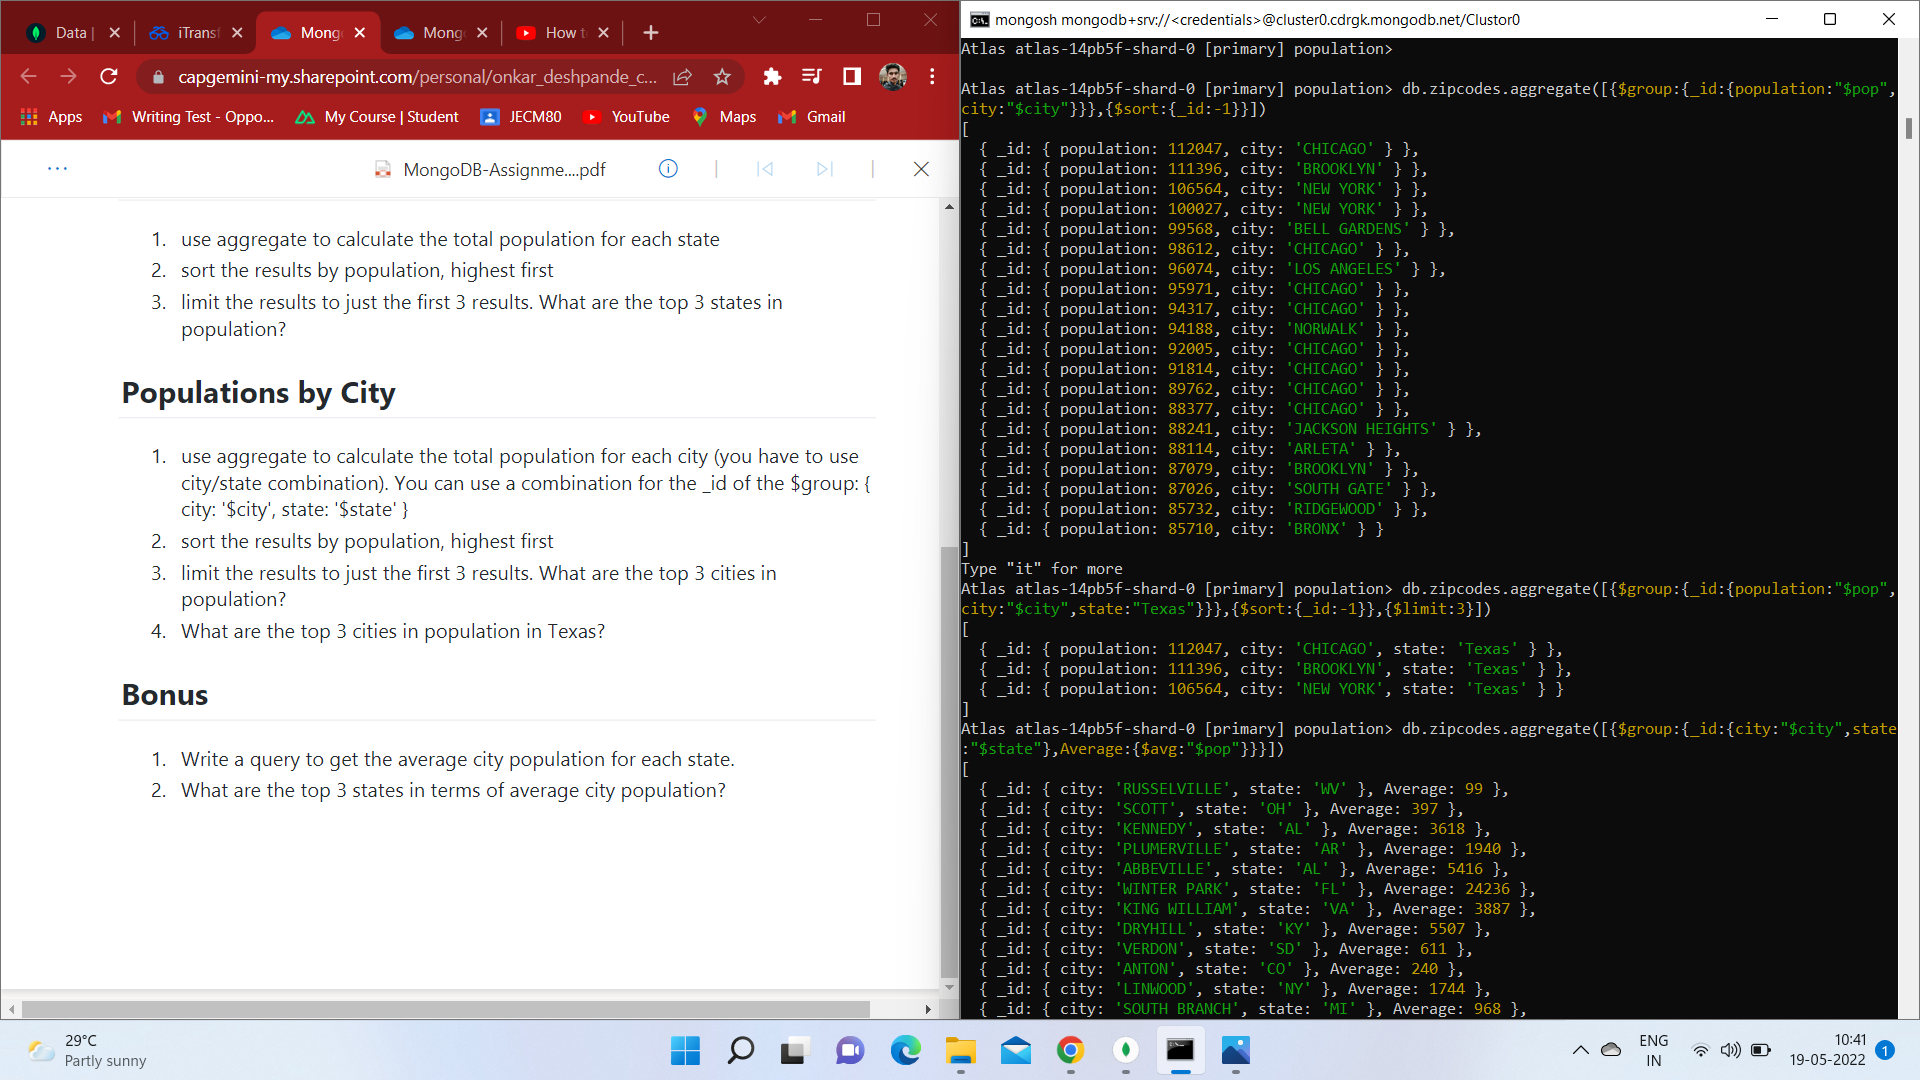 Data |
iTransf
Mong
Mong
How t
capgemini-my.sharepoint.com/personal/onkar_deshpande_c...
Apps
Writing Test - Oppo...
My Course | Student
JECM80
YouTube
Maps
Gmail
MongoDB-Assignme....pdf
1. use aggregate to calculate the total population for each state
2. sort the results by population, highest first
3. limit the results to just the first 3 results. What are the top 3 states in
population?
Populations by City
1. use aggregate to calculate the total population for each city (you have to use
city/state combination). You can use a combination for the _id of the $group: {
city: '$city', state: '$state' }
2. sort the results by population, highest first
3. limit the results to just the first 3 results. What are the top 3 cities in
population?
4. What are the top 3 cities in population in Texas?
Bonus
1. Write a query to get the average city population for each state.
2. What are the top 3 states in terms of average city population?
mongosh mongodb+srv://<credentials>@cluster0.cdrgk.mongodb.net/Clustor0
Atlas atlas-14pb5f-shard-0 [primary] population>
Atlas atlas-14pb5f-shard-0 [primary] population> db.zipcodes.aggregate([{$group:{_id:{population:"$pop",
city:"$city"}}},{$sort:{_id:-1}}])
[
{ _id: { population: 112047, city: 'CHICAGO' } },
{ _id: { population: 111396, city: 'BROOKLYN' } },
{ _id: { population: 106564, city: 'NEW YORK' } },
{ _id: { population: 100027, city: 'NEW YORK' } },
{ _id: { population: 99568, city: 'BELL GARDENS' } },
{ _id: { population: 98612, city: 'CHICAGO' } },
{ _id: { population: 96074, city: 'LOS ANGELES' } },
{ _id: { population: 95971, city: 'CHICAGO' } },
{ _id: { population: 94317, city: 'CHICAGO' } },
{ _id: { population: 94188, city: 'NORWALK' } },
{ _id: { population: 92005, city: 'CHICAGO' } },
{ _id: { population: 91814, city: 'CHICAGO' } },
{ _id: { population: 89762, city: 'CHICAGO' } },
{ _id: { population: 88377, city: 'CHICAGO' } },
{ _id: { population: 88241, city: 'JACKSON HEIGHTS' } },
{ _id: { population: 88114, city: 'ARLETA' } },
{ _id: { population: 87079, city: 'BROOKLYN' } },
{ _id: { population: 87026, city: 'SOUTH GATE' } },
{ _id: { population: 85732, city: 'RIDGEWOOD' } },
{ _id: { population: 85710, city: 'BRONX' } }
]
Type "it" for more
Atlas atlas-14pb5f-shard-0 [primary] population> db.zipcodes.aggregate([{$group:{_id:{population:"$pop",
city:"$city",state:"Texas"}}},{$sort:{_id:-1}},{$limit:3}])
[
{ _id: { population: 112047, city: 'CHICAGO', state: 'Texas' } },
{ _id: { population: 111396, city: 'BROOKLYN', state: 'Texas' } },
{ _id: { population: 106564, city: 'NEW YORK', state: 'Texas' } }
]
Atlas atlas-14pb5f-shard-0 [primary] population> db.zipcodes.aggregate([{$group:{_id:{city:"$city",state
:"$state"},Average:{$avg:"$pop"}}}])
[
{ _id: { city: 'RUSSELVILLE', state: 'WV' }, Average: 99 },
{ _id: { city: 'SCOTT', state: 'OH' }, Average: 397 },
{ _id: { city: 'KENNEDY', state: 'AL' }, Average: 3618 },
{ _id: { city: 'PLUMERVILLE', state: 'AR' }, Average: 1940 },
{ _id: { city: 'ABBEVILLE', state: 'AL' }, Average: 5416 },
{ _id: { city: 'WINTER PARK', state: 'FL' }, Average: 24236 },
{ _id: { city: 'KING WILLIAM', state: 'VA' }, Average: 3887 },
{ _id: { city: 'DRYHILL', state: 'KY' }, Average: 5507 },
{ _id: { city: 'VERDON', state: 'SD' }, Average: 611 },
{ _id: { city: 'ANTON', state: 'CO' }, Average: 240 },
{ _id: { city: 'LINWOOD', state: 'NY' }, Average: 1744 },
{ _id: { city: 'SOUTH BRANCH', state: 'MI' }, Average: 968 },
29°C
Partly sunny
ENG
IN
10:41
19-05-2022
1